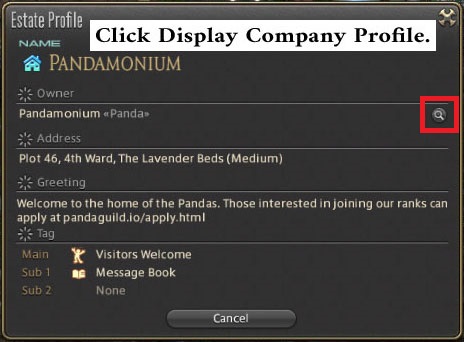 Estate Profile
Click Display Company Profile.
NAME
PANDAMONIUM
Owner
Pandamonium «Panda»
Address
Plot 46, 4th Ward, The Lavender Beds (Medium)
Greeting
Welcome to the home of the Pandas. Those interested in joining our ranks can
apply at pandaguild.io/apply.html
Tag
Main Visitors Welcome
Sub 1 Message Book
Sub 2 None
Cancel